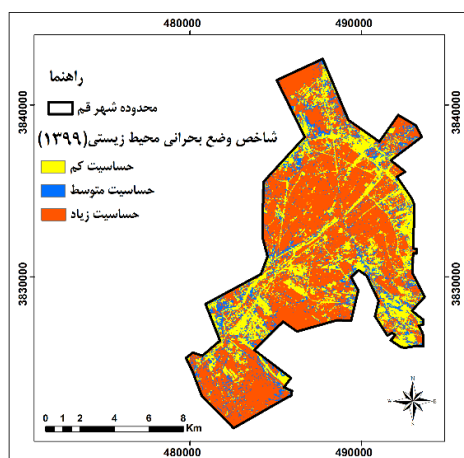 480000 490000
3840000 3840000
3830000 3830000
راهنما
محدوده شهر قم
شاخص وضع بحرانی محیط زیستی(۱۳۹۹)
حساسیت کم
حساسیت متوسط
حساسیت زیاد
N
W E
S
0 1 2 4 6 8
Km
480000 490000